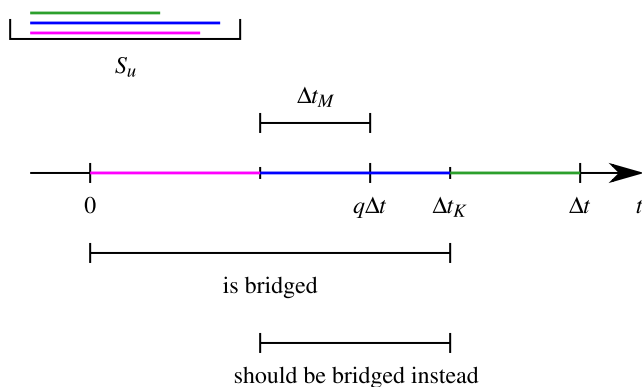 S_u
Δt_M
0 qΔt Δt_K Δt t
is bridged
should be bridged instead